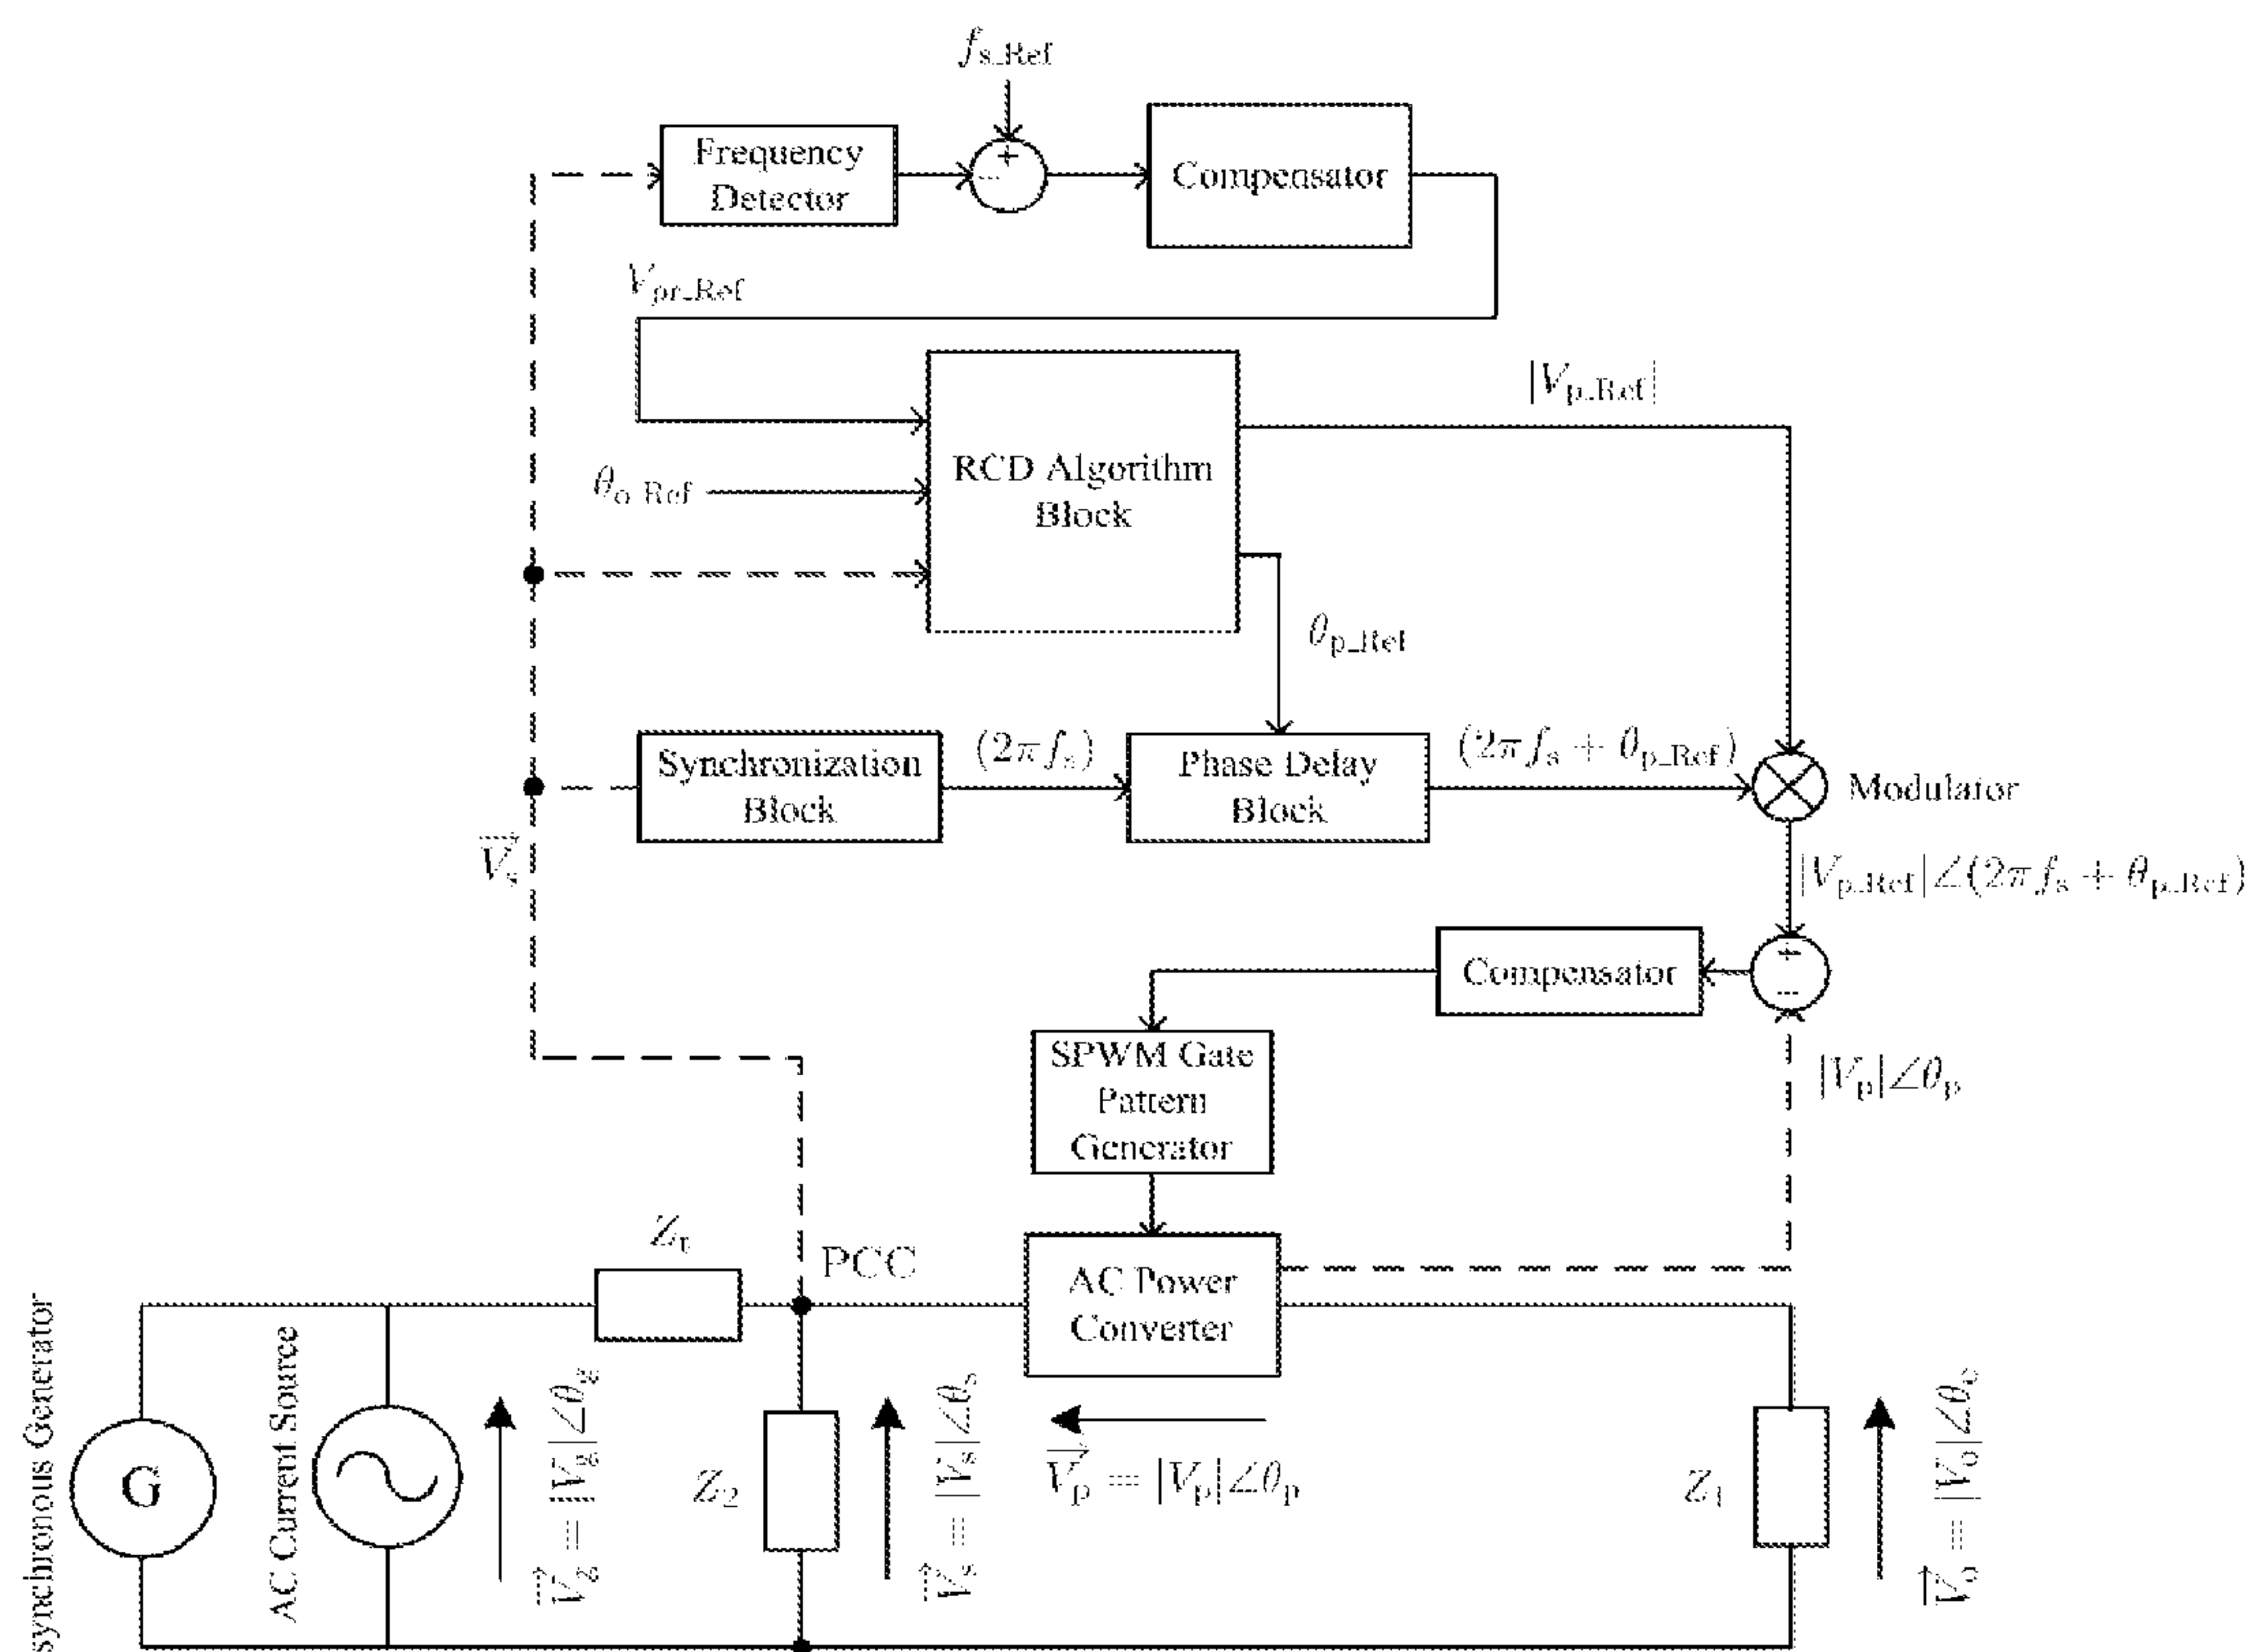 f_s_Ref
Frequency
Detector
+
−
Compensator
V_pr_Ref
|V_p_Ref|
RCD Algorithm
Block
θ_o_Ref
θ_p_Ref
Synchronization
Block
(2πf_s)
Phase Delay
Block
(2πf_s + θ_p_Ref)
Modulator
V_s
|V_p_Ref|∠(2πf_s + θ_p_Ref)
Compensator
+
−
SPWM Gate
Pattern
Generator
|V_p|∠θ_p
PCC
AC Power
Converter
synchronous Generator
G
AC Current Source
V_g = |V_g|∠θ_g
Z_2
V_s = |V_s|∠θ_s
V_p = |V_p|∠θ_p
Z_1
V_o = |V_o|∠θ_o